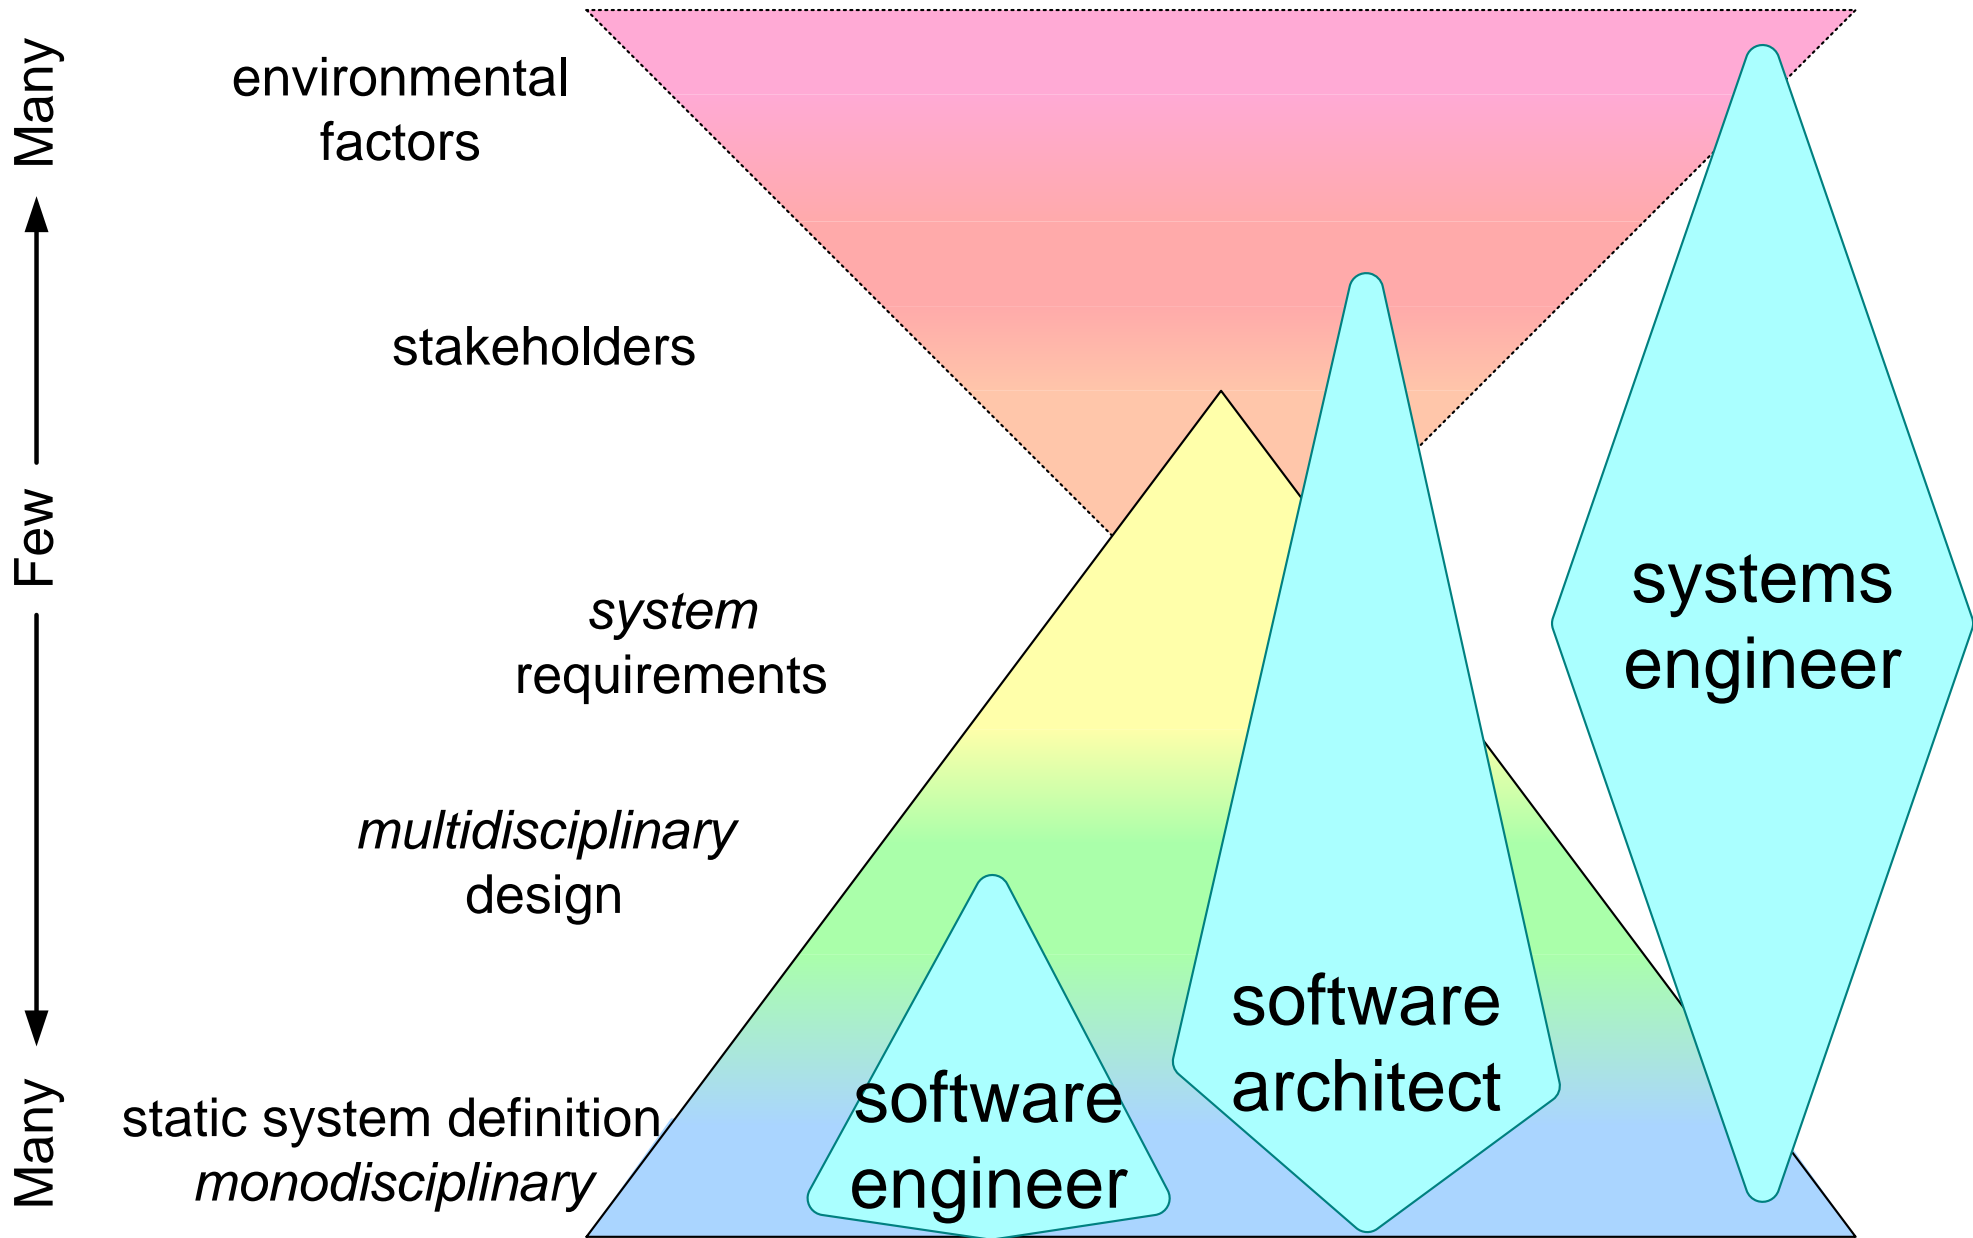 Many
environmental
factors
stakeholders
Few
system
requirements
systems
engineer
multidisciplinary
design
software
architect
Many
static system definition
monodisciplinary
software
engineer